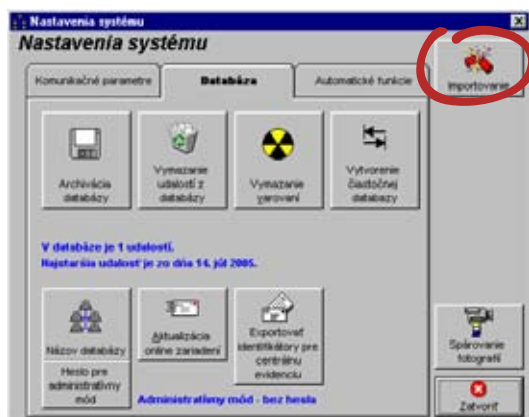 Nastavenia systému
Nastavenia systému
Importovanie
Komunikačné parametre
Databáza
Automatické funkcie
Archivácia
databázy
Vymazanie
udalostí z
databázy
Vymazanie
varovaní
Vytvorenie
čiastočnej
databazy
V databáze je 1 udalostí.
Najstaršia udalosť je zo dňa 14. júl 2005.
Názov databázy
Aktualizácia
online zariadení
Exportovať
identifikátory pre
centrálnu
evidenciu
Heslo pre
administratívny
mód
Administratívny mód - bez hesla
Spárovanie
fotografií
Zatvoriť